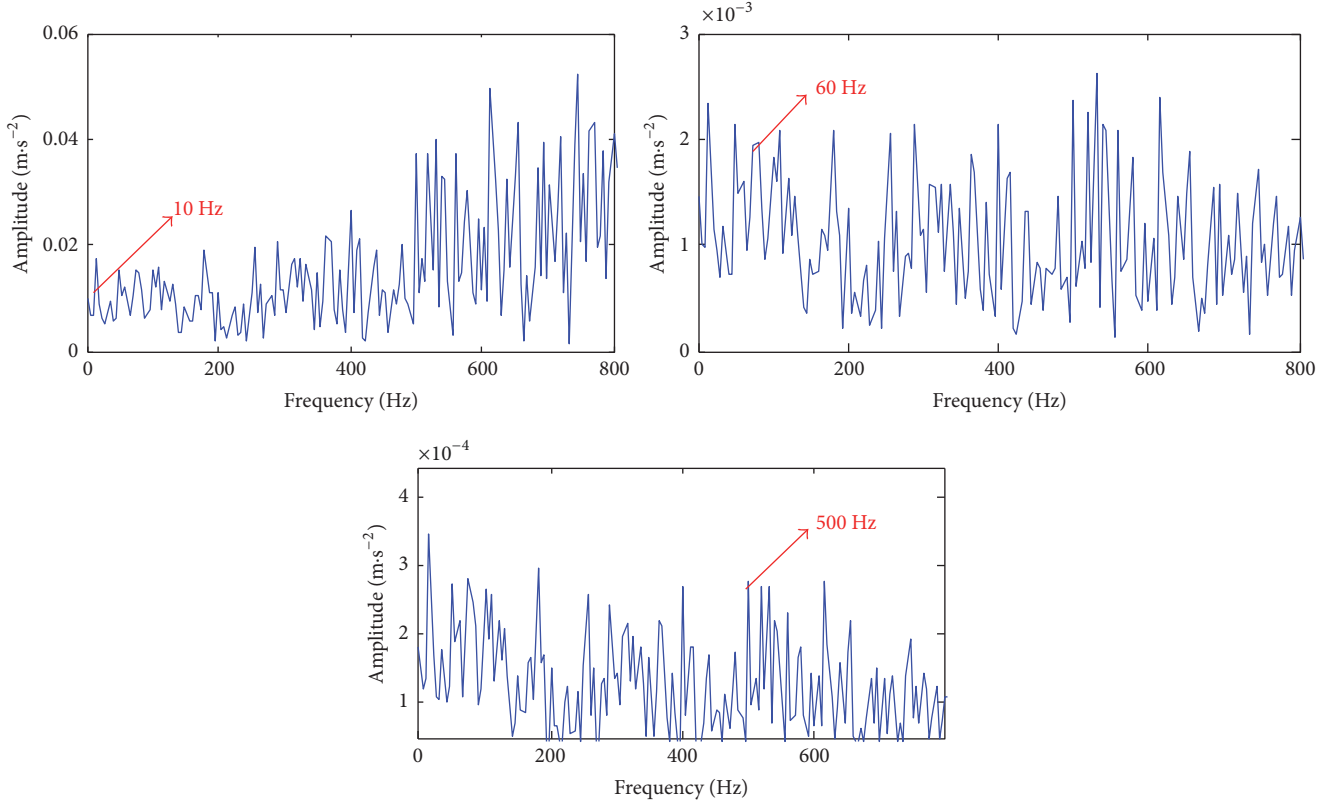 0.06
0.04
0.02
0
Amplitude (m·s−2)
10 Hz
0 200 400 600 800
Frequency (Hz)
×10−3
3
2
1
0
Amplitude (m·s−2)
60 Hz
0 200 400 600 800
Frequency (Hz)
×10−4
4
3
2
1
Amplitude (m·s−2)
500 Hz
0 200 400 600
Frequency (Hz)